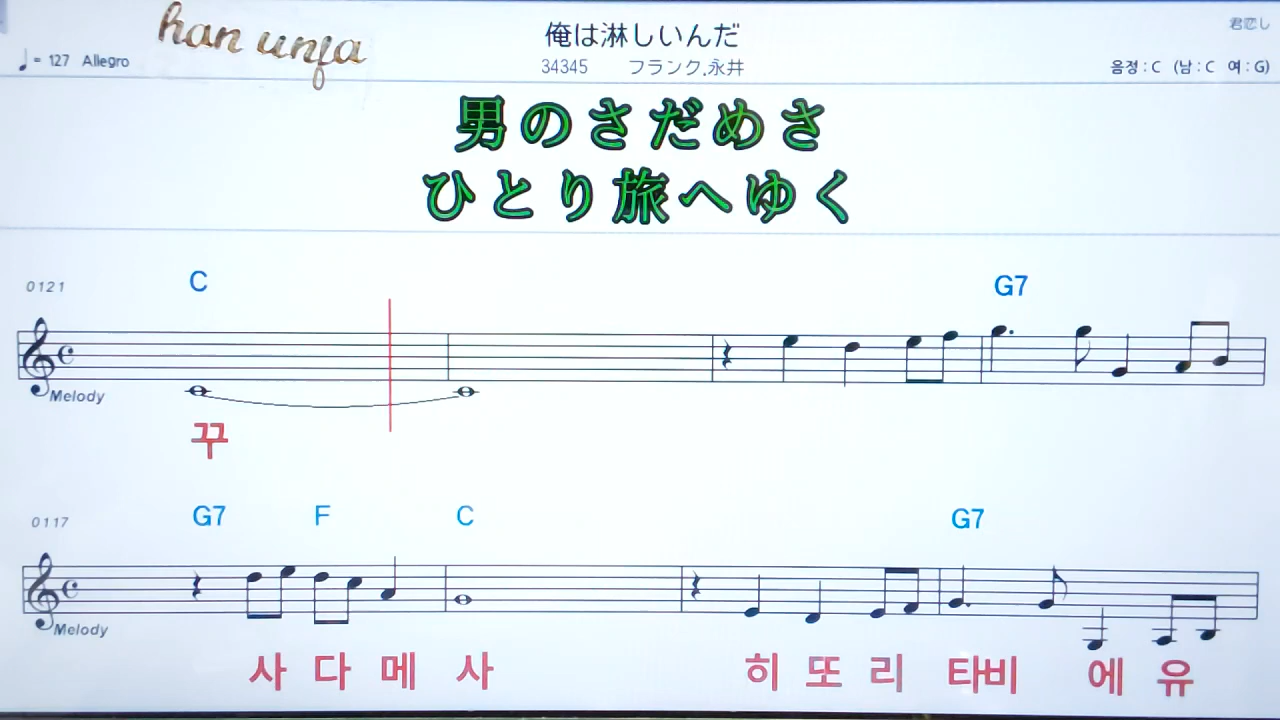 han unfa
俺は淋しいんだ
君恋し
♩= 127 Allegro
34345 フランク.永井
음정 : C (남 : C 여 : G)
男のさだめさ
ひとり旅へゆく
0121
C G7
Melody
꾸
0117
G7 F C G7
Melody
사 다 메 사 히 또 리 타비 에 유